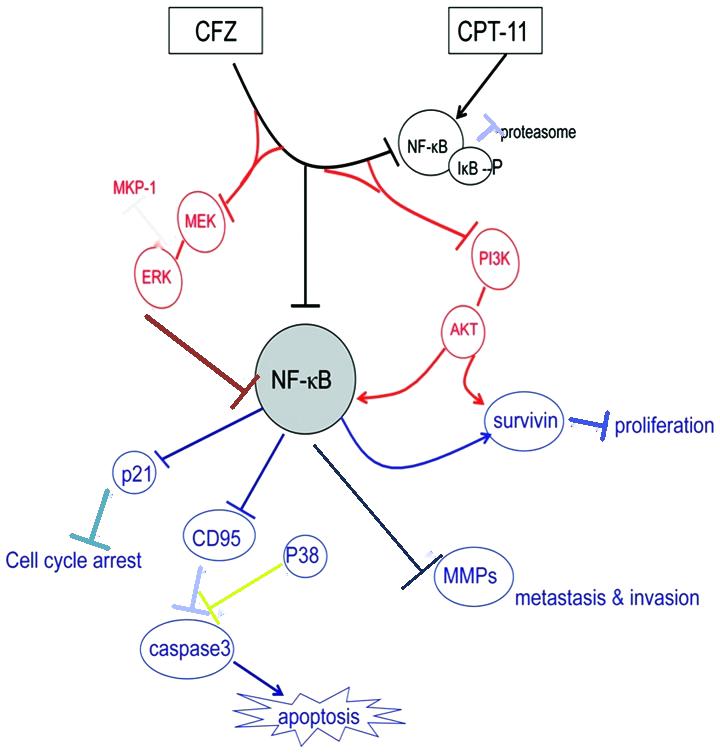 CFZ
CPT-11
NF-κB
proteasome
IκB --P
MKP-1
MEK
ERK
PI3K
AKT
NF-κB
survivin
proliferation
p21
CD95
P38
Cell cycle arrest
MMPs
metastasis & invasion
caspase3
apoptosis